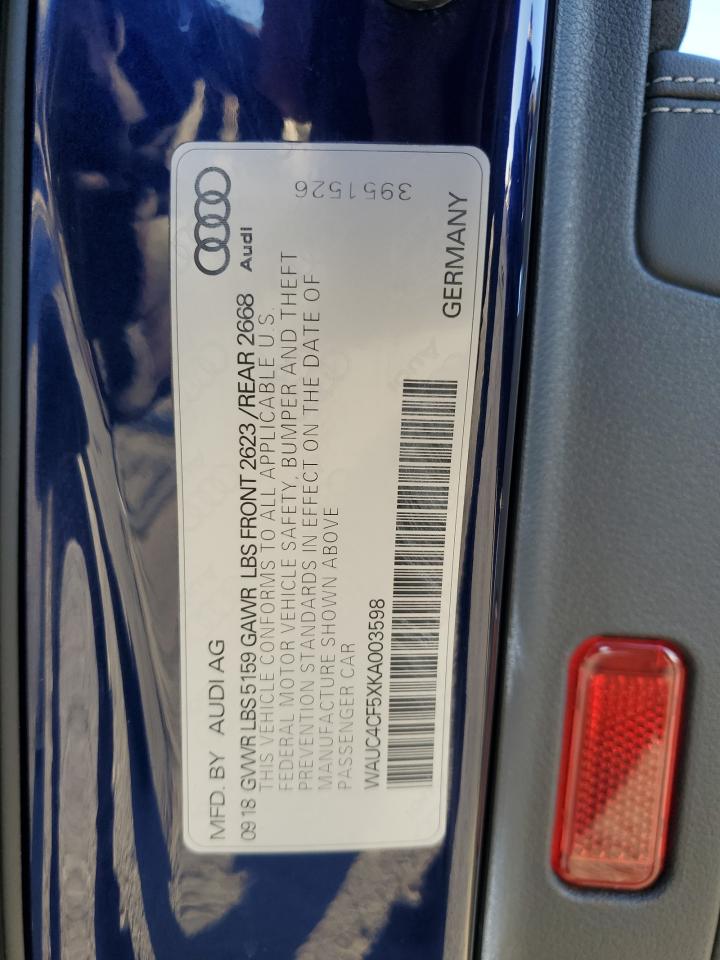 MFD. BY AUDI AG
Audi
09 18 GVWR LBS 5159 GAWR LBS FRONT 2623 /REAR 2668
THIS VEHICLE CONFORMS TO ALL APPLICABLE U.S.
FEDERAL MOTOR VEHICLE SAFETY, BUMPER AND THEFT
PREVENTION STANDARDS IN EFFECT ON THE DATE OF
MANUFACTURE SHOWN ABOVE
PASSENGER CAR
3951526
WAUC4CF5XKA003598
GERMANY